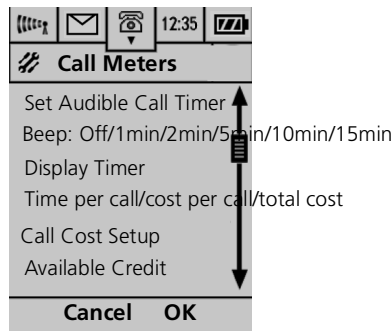 12:35
Call Meters
Set Audible Call Timer
Beep: Off/1min/2min/5min/10min/15min
Display Timer
Time per call/cost per call/total cost
Call Cost Setup
Available Credit
Cancel OK